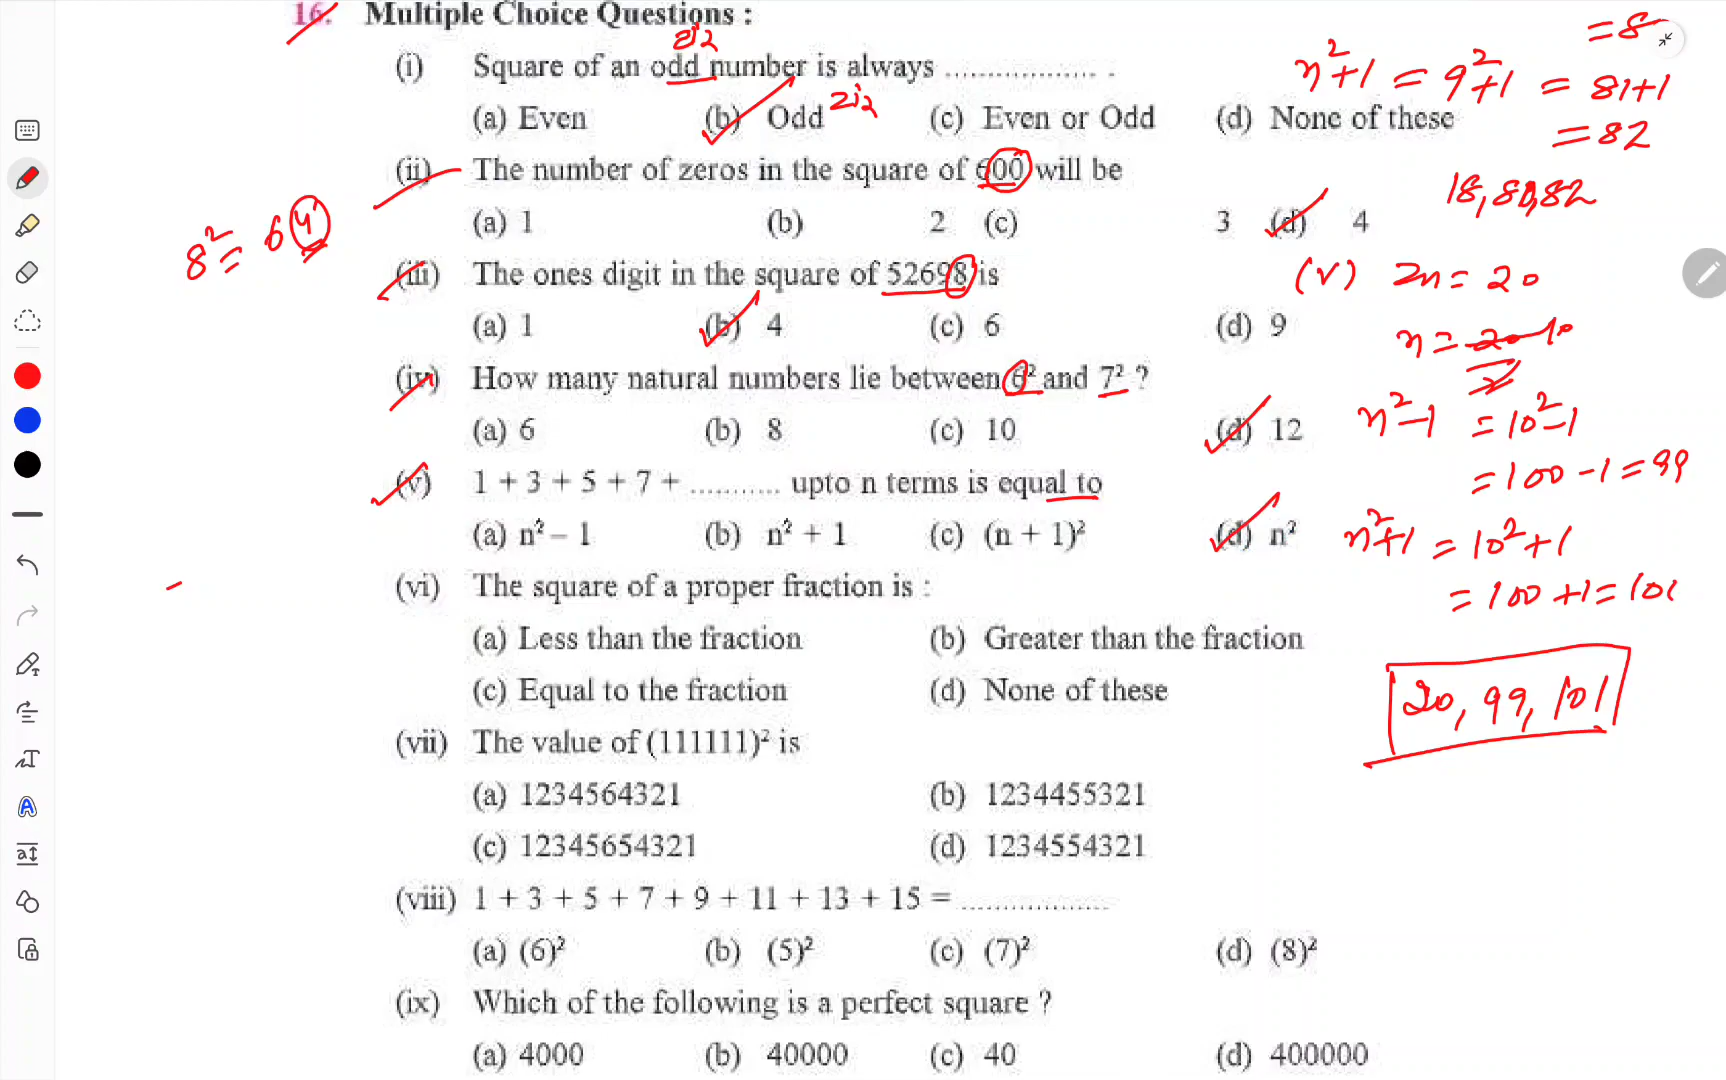 16. Multiple Choice Questions :
(i) Square of an odd number is always .................. .
(a) Even (b) Odd (c) Even or Odd (d) None of these
(ii) The number of zeros in the square of 600 will be
(a) 1 (b) 2 (c) 3 (d) 4
(iii) The ones digit in the square of 52698 is
(a) 1 (b) 4 (c) 6 (d) 9
(iv) How many natural numbers lie between 6² and 7² ?
(a) 6 (b) 8 (c) 10 (d) 12
(v) 1 + 3 + 5 + 7 + ........... upto n terms is equal to
(a) n² – 1 (b) n² + 1 (c) (n + 1)² (d) n²
(vi) The square of a proper fraction is :
(a) Less than the fraction (b) Greater than the fraction
(c) Equal to the fraction (d) None of these
(vii) The value of (111111)² is
(a) 1234564321 (b) 1234455321
(c) 12345654321 (d) 1234554321
(viii) 1 + 3 + 5 + 7 + 9 + 11 + 13 + 15 = ..................
(a) (6)² (b) (5)² (c) (7)² (d) (8)²
(ix) Which of the following is a perfect square ?
(a) 4000 (b) 40000 (c) 40 (d) 400000
8² = 64
= 8
n²+1 = 9²+1 = 81+1
= 82
(v) 2n = 20
n²-1 = 10²-1
= 100 - 1 = 99
n²+1 = 10²+1
= 100 + 1 = 101
20, 99, 101